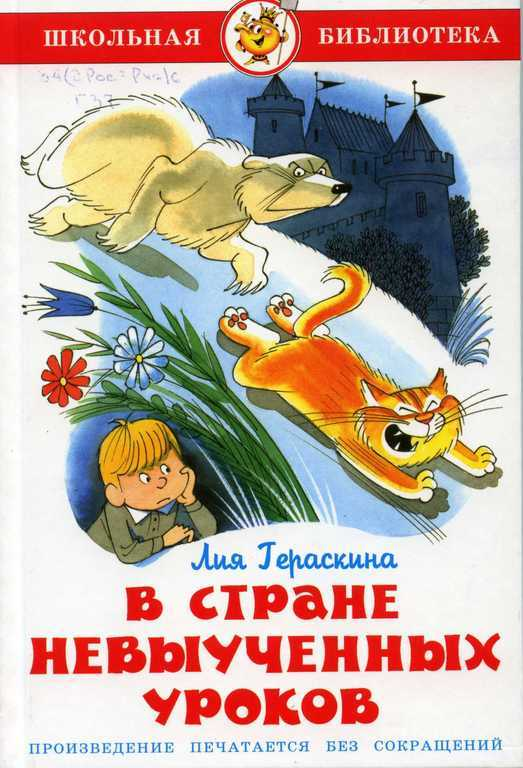 ШКОЛЬНАЯ БИБЛИОТЕКА
Лия Гераскина
В СТРАНЕ
НЕВЫУЧЕННЫХ
УРОКОВ
ПРОИЗВЕДЕНИЕ ПЕЧАТАЕТСЯ БЕЗ СОКРАЩЕНИЙ